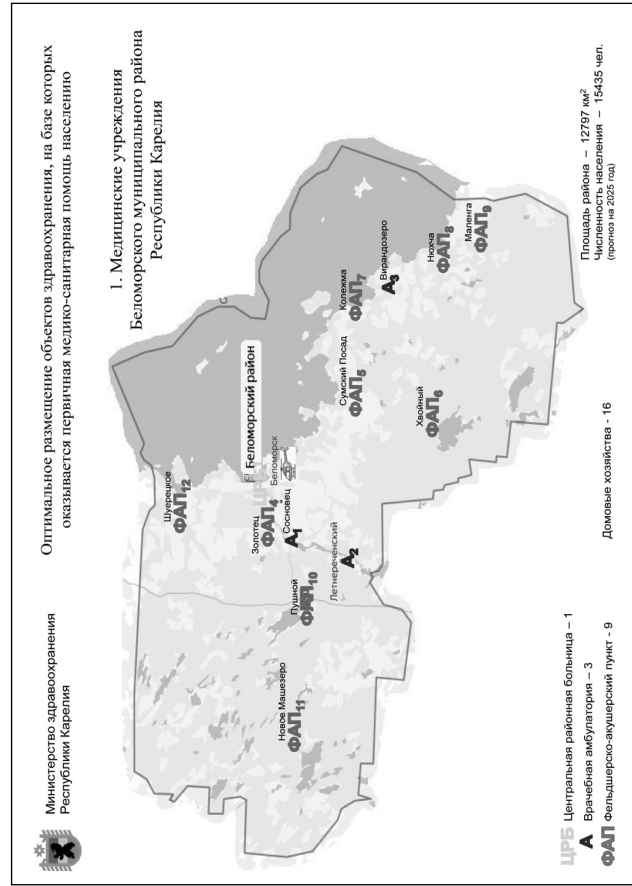 Министерство здравоохранения
Республики Карелия
Оптимальное размещение объектов здравоохранения, на базе которых
оказывается первичная медико-санитарная помощь населению
1. Медицинские учреждения
Беломорского муниципального района
Республики Карелия
Шуерецкое
ФАП12
Беломорский район
ЦРБ
Беломорск
Золотец
ФАП4
Сосновец
А1
Пушной
ФАП10
Летнереченский
А2
Новое Машезеро
ФАП11
Сумский Посад
ФАП5
Колежма
ФАП7
Вирандозеро
А3
Хвойный
ФАП6
Нюхча
ФАП8
Маленга
ФАП9
ЦРБ Центральная районная больница – 1
А Врачебная амбулатория – 3
ФАП Фельдшерско-акушерский пункт - 9
Домовые хозяйства - 16
Площадь района – 12797 км²
Численность населения – 15435 чел.
(прогноз на 2025 год)